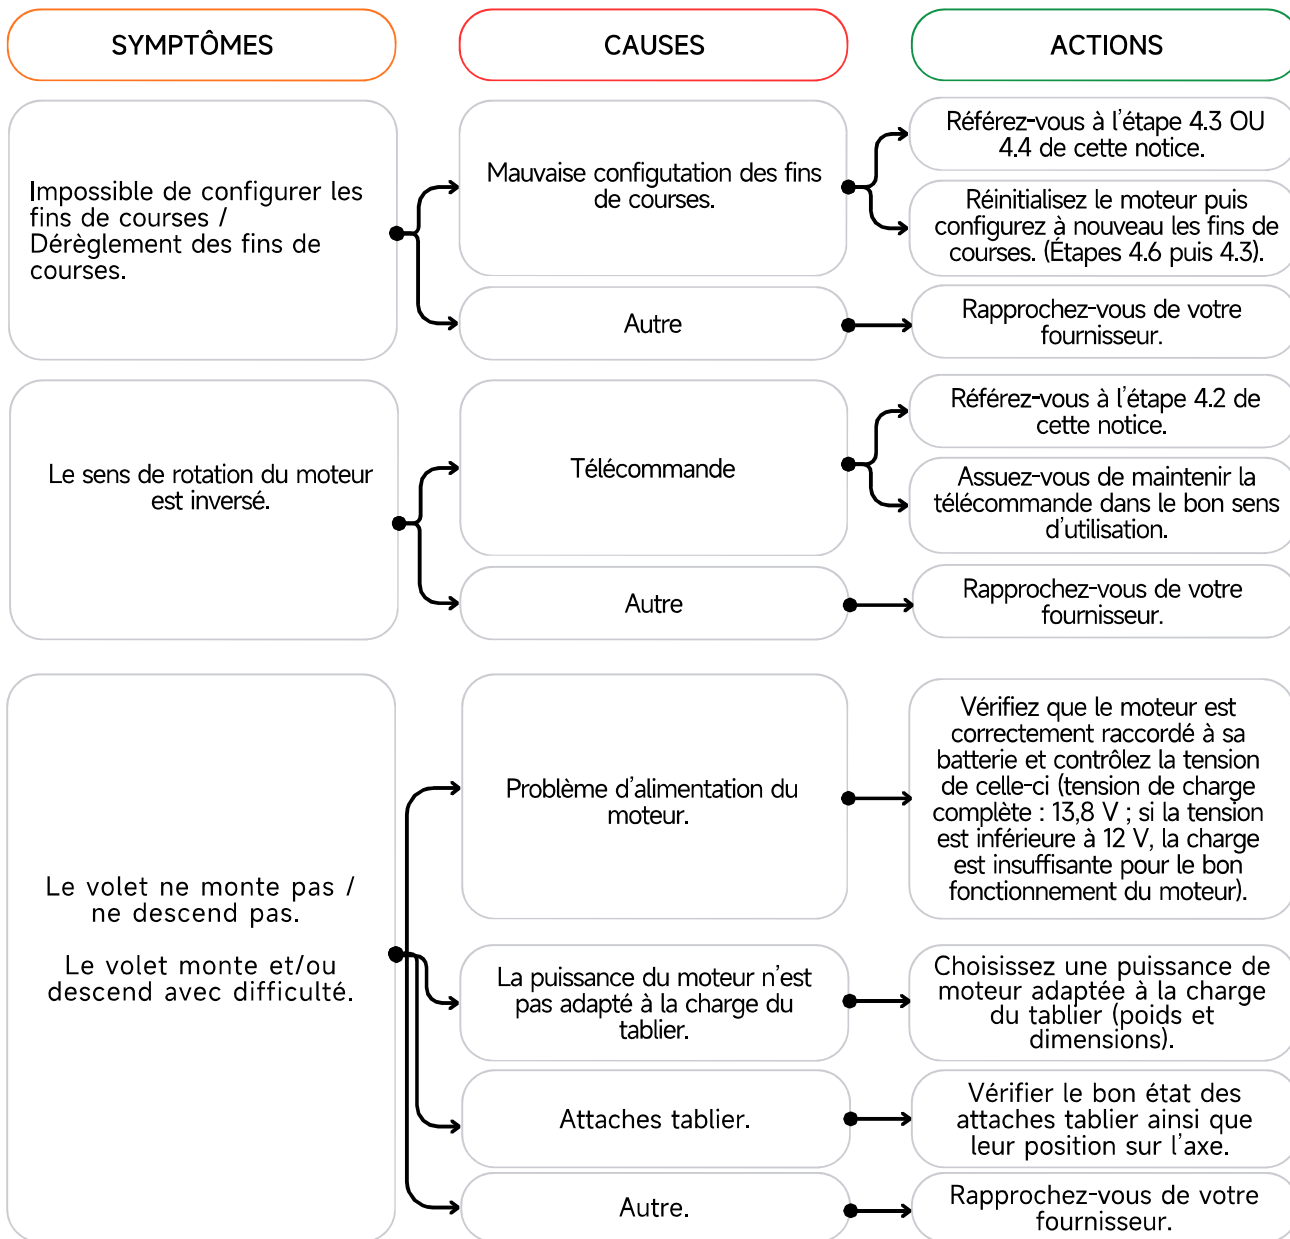 SYMPTÔMES
CAUSES
ACTIONS
Impossible de configurer les
fins de courses /
Dérèglement des fins de
courses.
Mauvaise configutation des fins
de courses.
Référez-vous à l'étape 4.3 OU
4.4 de cette notice.
Réinitialisez le moteur puis
configurez à nouveau les fins de
courses. (Étapes 4.6 puis 4.3).
Autre
Rapprochez-vous de votre
fournisseur.
Le sens de rotation du moteur
est inversé.
Télécommande
Référez-vous à l'étape 4.2 de
cette notice.
Assuez-vous de maintenir la
télécommande dans le bon sens
d'utilisation.
Autre
Rapprochez-vous de votre
fournisseur.
Le volet ne monte pas /
ne descend pas.
Le volet monte et/ou
descend avec difficulté.
Problème d'alimentation du
moteur.
Vérifiez que le moteur est
correctement raccordé à sa
batterie et contrôlez la tension
de celle-ci (tension de charge
complète : 13,8 V ; si la tension
est inférieure à 12 V, la charge
est insuffisante pour le bon
fonctionnement du moteur).
La puissance du moteur n'est
pas adapté à la charge du
tablier.
Choisissez une puissance de
moteur adaptée à la charge
du tablier (poids et
dimensions).
Attaches tablier.
Vérifier le bon état des
attaches tablier ainsi que
leur position sur l'axe.
Autre.
Rapprochez-vous de votre
fournisseur.